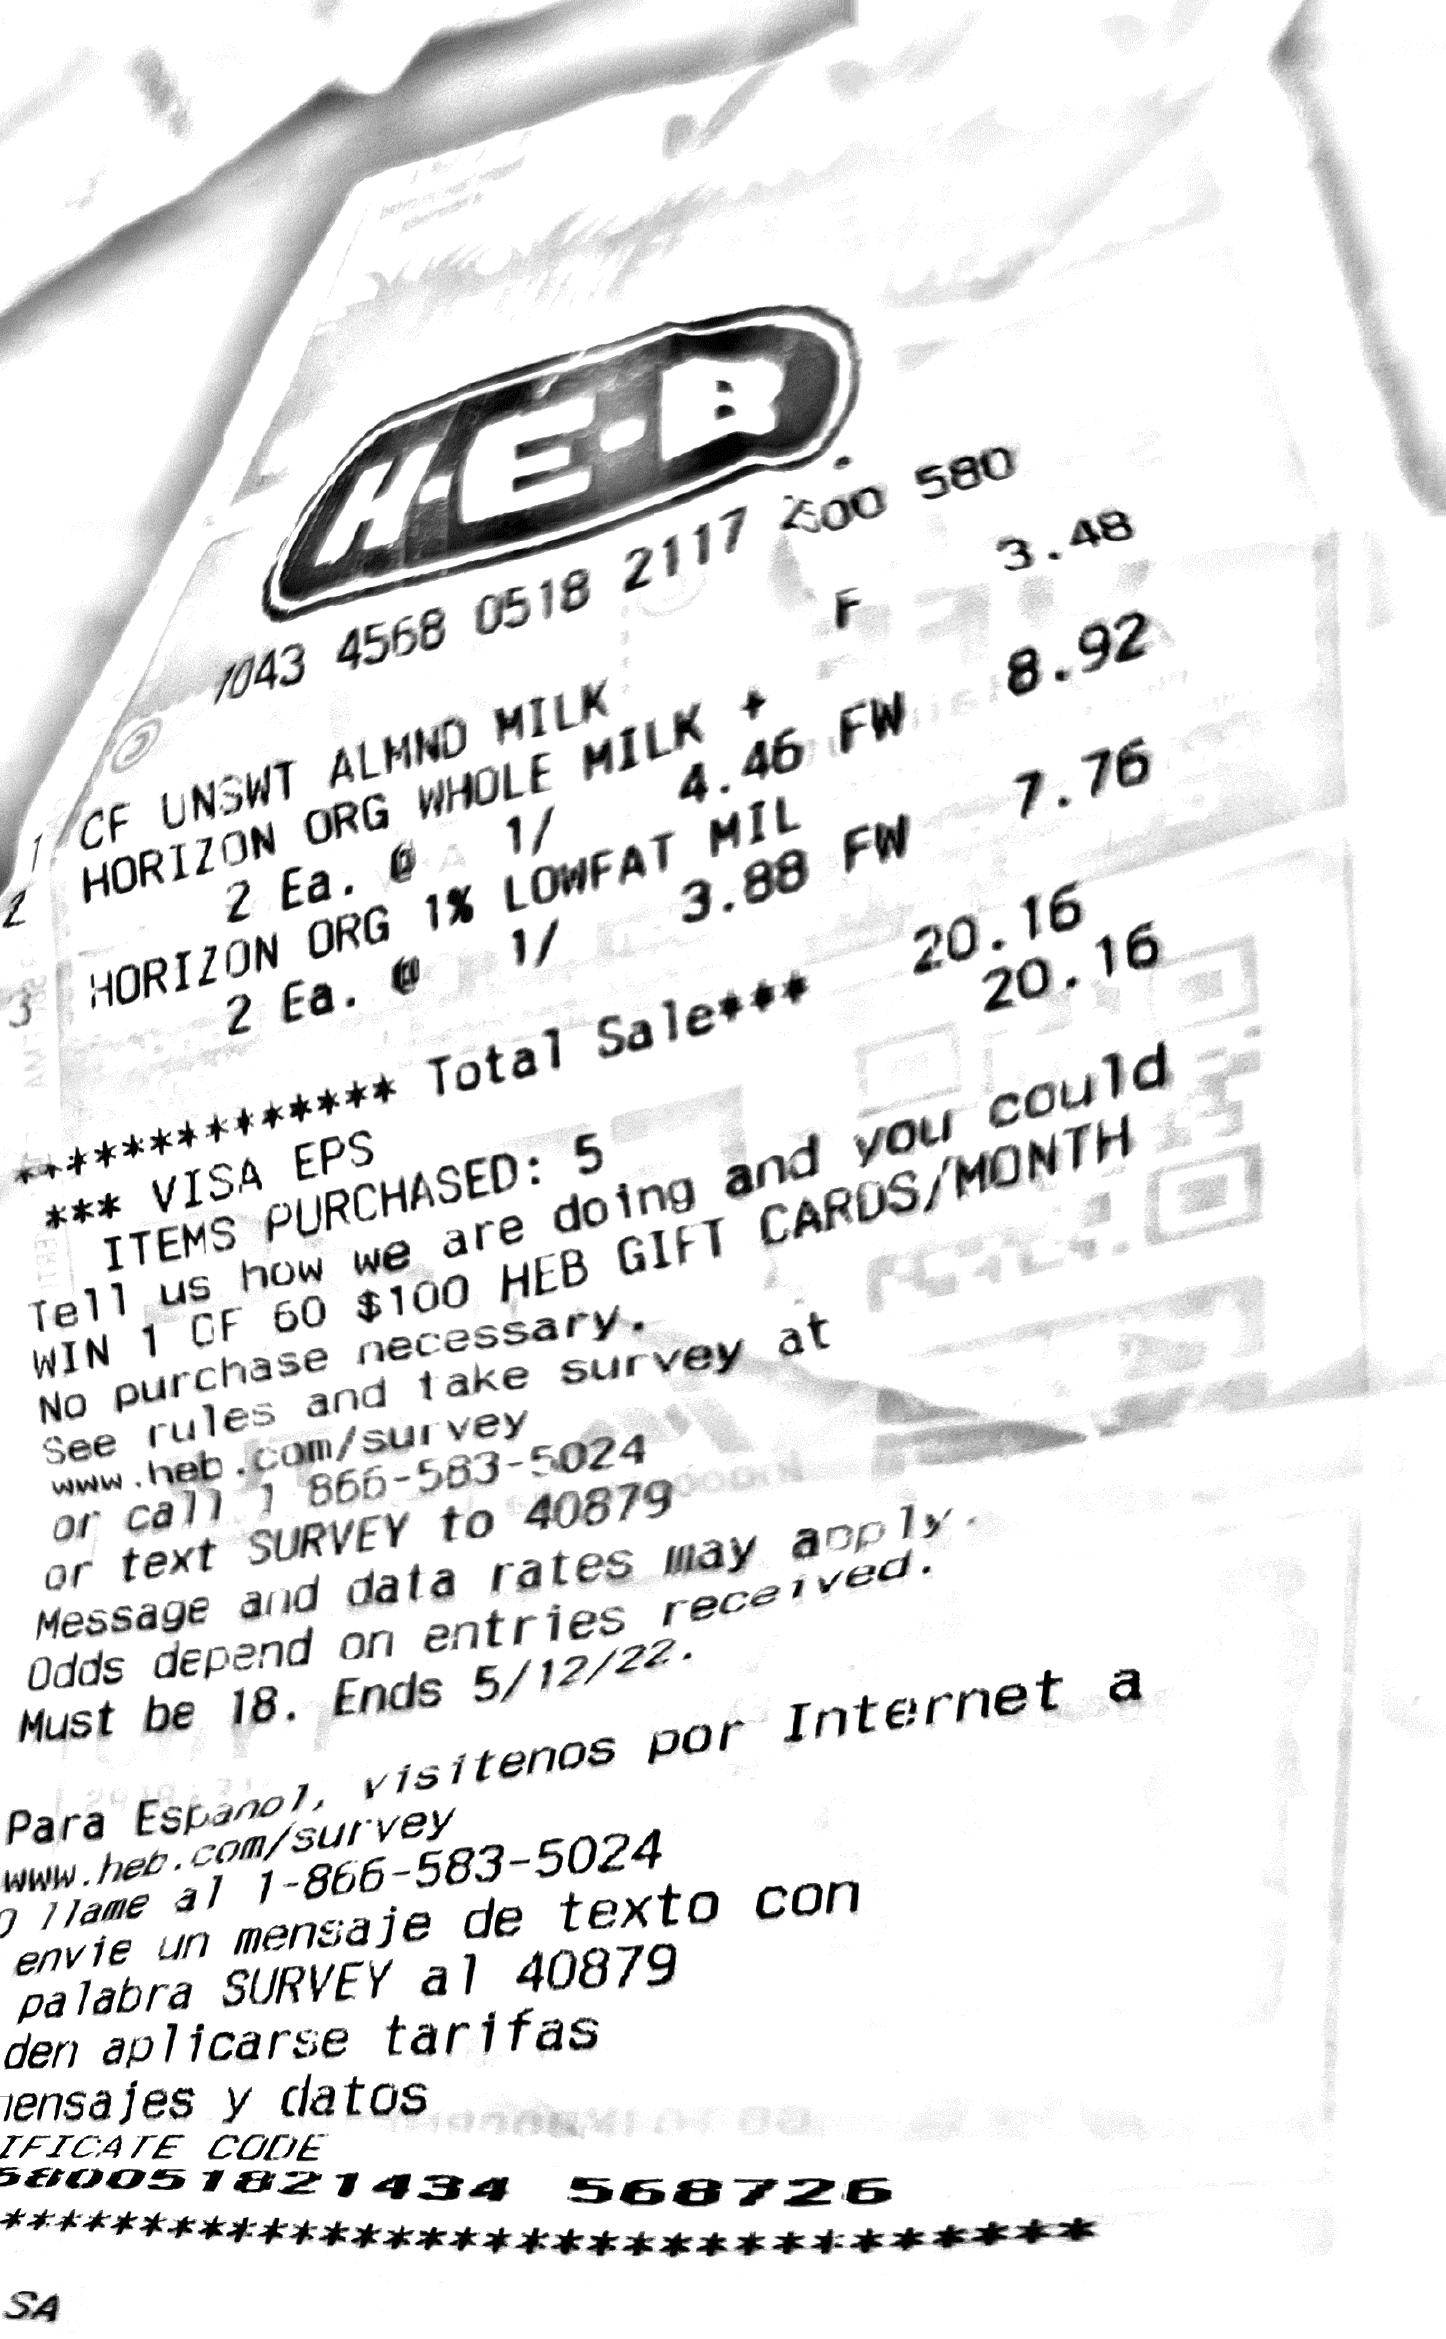 H-E-B
1043 4568 0518 2117 200 580
1 CF UNSWT ALMND MILK F 3.48
2 HORIZON ORG WHOLE MILK +
2 Ea. @ 1/ 4.46 FW 8.92
3 HORIZON ORG 1% LOWFAT MIL
2 Ea. @ 1/ 3.88 FW 7.76
************** Total Sale*** 20.16
*** VISA EPS 20.16
ITEMS PURCHASED: 5
Tell us how we are doing and you could
WIN 1 OF 60 $100 HEB GIFT CARDS/MONTH
No purchase necessary.
See rules and take survey at
www.heb.com/survey
or call 1 866-583-5024
or text SURVEY to 40879
Message and data rates may apply.
Odds depend on entries received.
Must be 18. Ends 5/12/22.
Para Espanol, visitenos por Internet a
www.heb.com/survey
O llame al 1-866-583-5024
envie un mensaje de texto con
palabra SURVEY al 40879
den aplicarse tarifas
mensajes y datos
IFICATE CODE
580051821434 568726
**********************************
SA